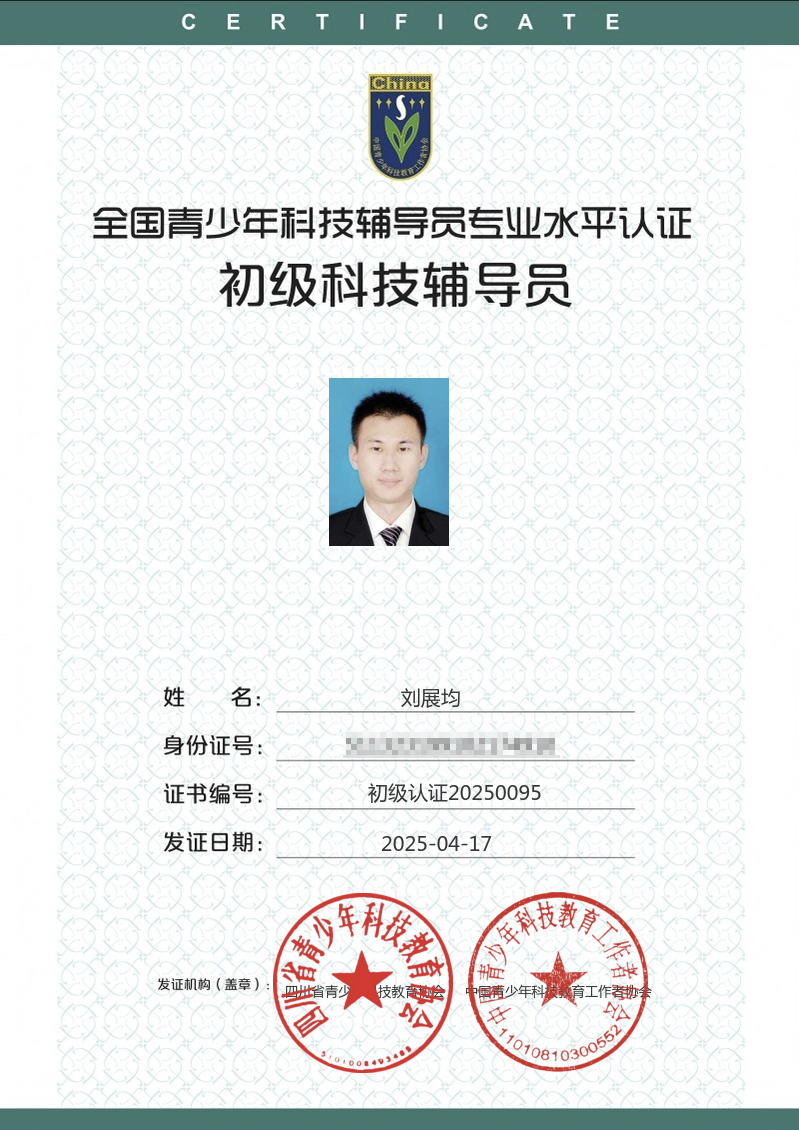 CERTIFICATE
China
中国青少年科技教育工作者协会
全国青少年科技辅导员专业水平认证
初级科技辅导员
姓 名：刘展均
身份证号：
证书编号：初级认证20250095
发证日期：2025-04-17
发证机构（盖章）：四川省青少年科技教育协会 中国青少年科技教育工作者协会
四川省青少年科技教育协会
中国青少年科技教育工作者协会
11010810300552